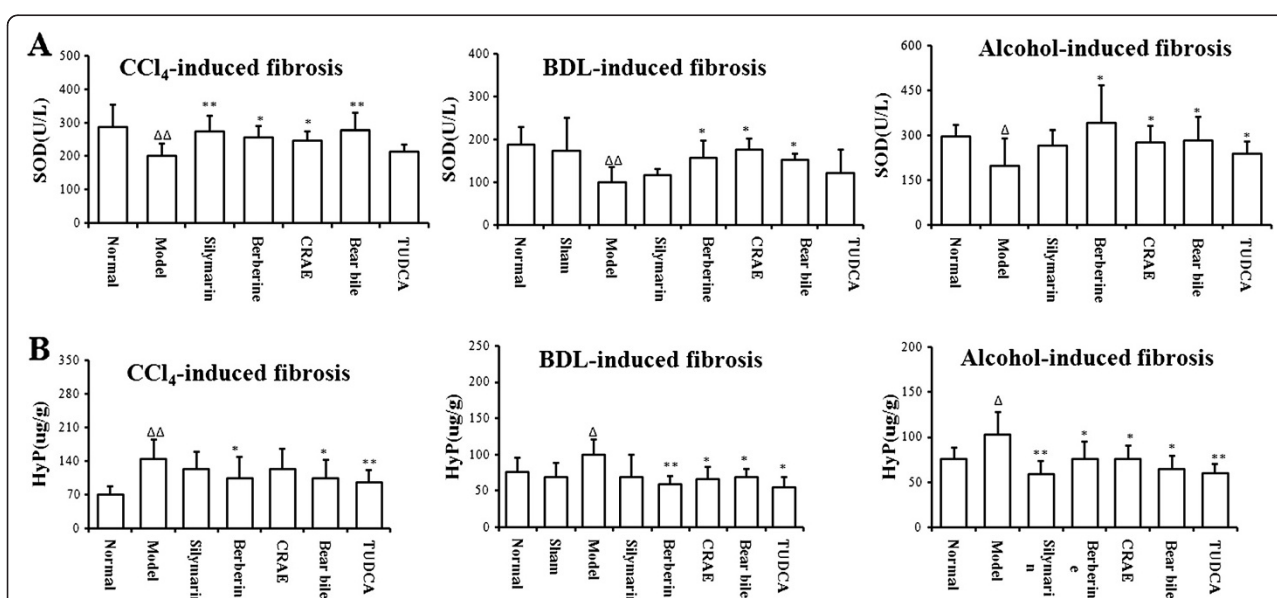 A
CCl₄-induced fibrosis
SOD(U/L)
500
400
300
200
100
0
ΔΔ
**
*
*
**
Normal
Model
Silymarin
Berberine
CRAE
Bear bile
TUDCA
BDL-induced fibrosis
SOD(U/L)
400
300
200
100
0
ΔΔ
*
*
*
Normal
Sham
Model
Silymarin
Berberine
CRAE
Bear bile
TUDCA
Alcohol-induced fibrosis
SOD(U/L)
600
450
300
150
0
Δ
*
*
*
*
Normal
Model
Silymarin
Berberine
CRAE
Bear bile
TUDCA
B
CCl₄-induced fibrosis
HyP(ug/g)
350
280
210
140
70
0
ΔΔ
*
*
**
Normal
Model
Silymarin
Berberine
CRAE
Bear bile
TUDCA
BDL-induced fibrosis
HyP(ug/g)
250
200
150
100
50
0
Δ
**
*
*
*
Normal
Sham
Model
Silymarin
Berberine
CRAE
Bear bile
TUDCA
Alcohol-induced fibrosis
HyP(ug/g)
200
150
100
50
0
Δ
**
*
*
*
**
Normal
Model
Silymari
n
Berberin
e
CRAE
Bear bile
TUDCA